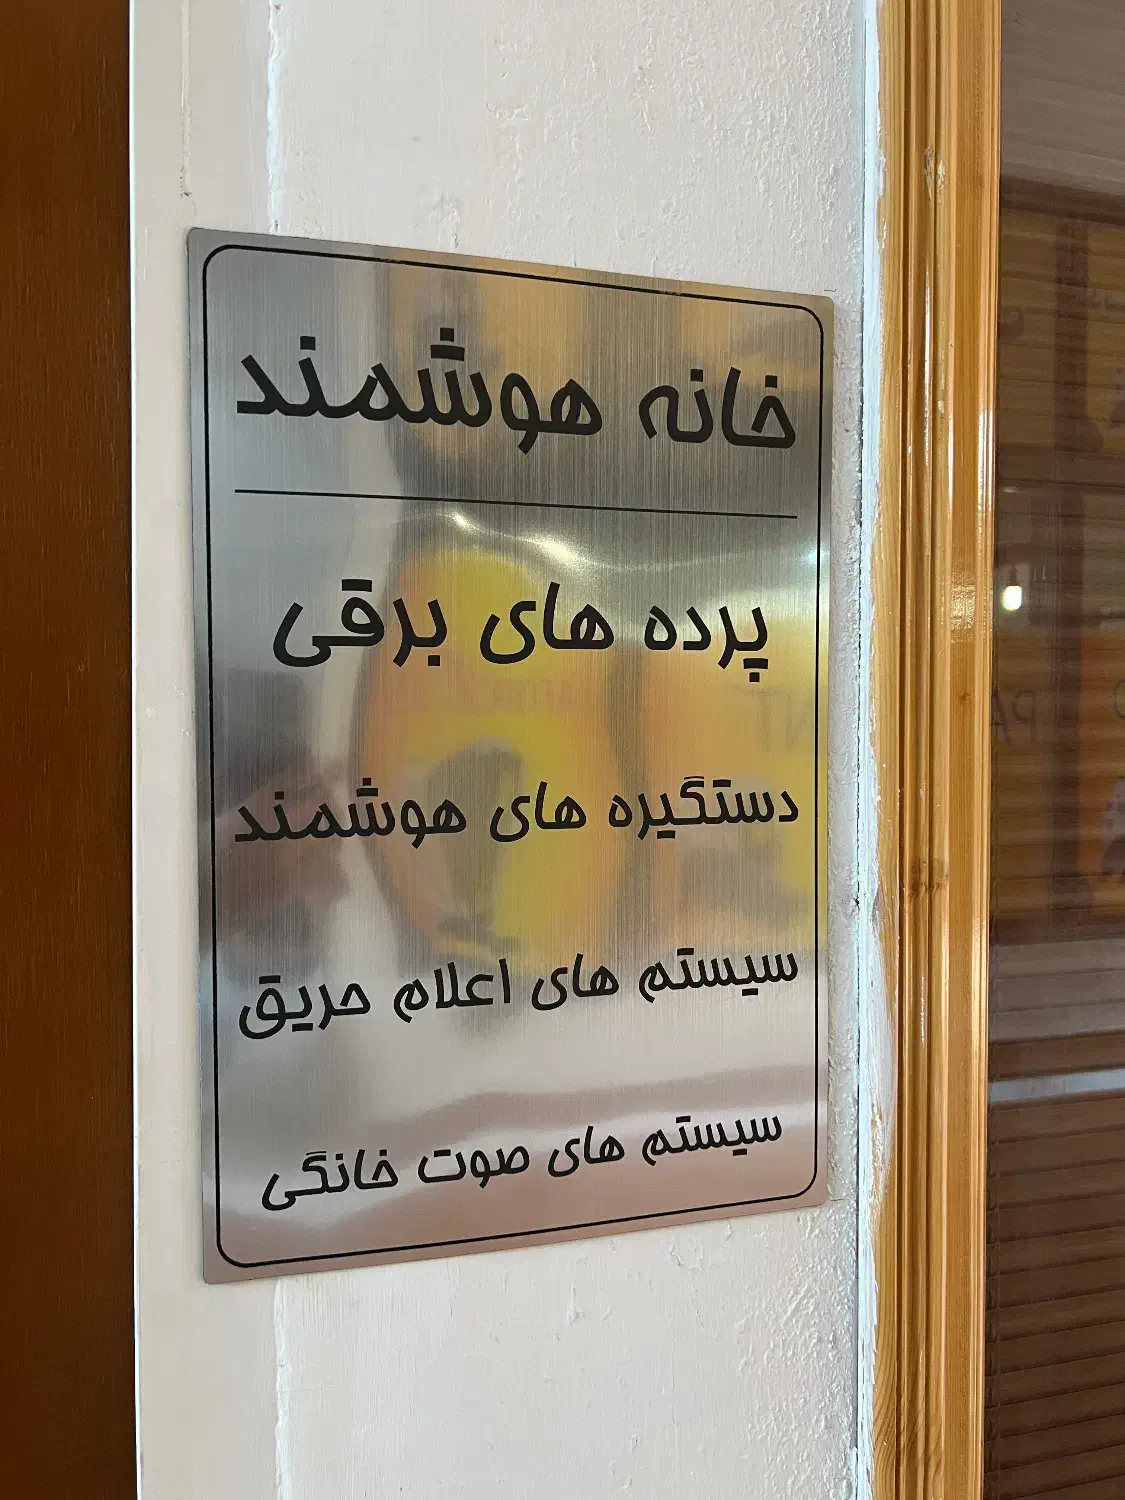 خانه هوشمند
پرده های برقی
دستگیره های هوشمند
سیستم های اعلام حریق
سیستم های صوت خانگی